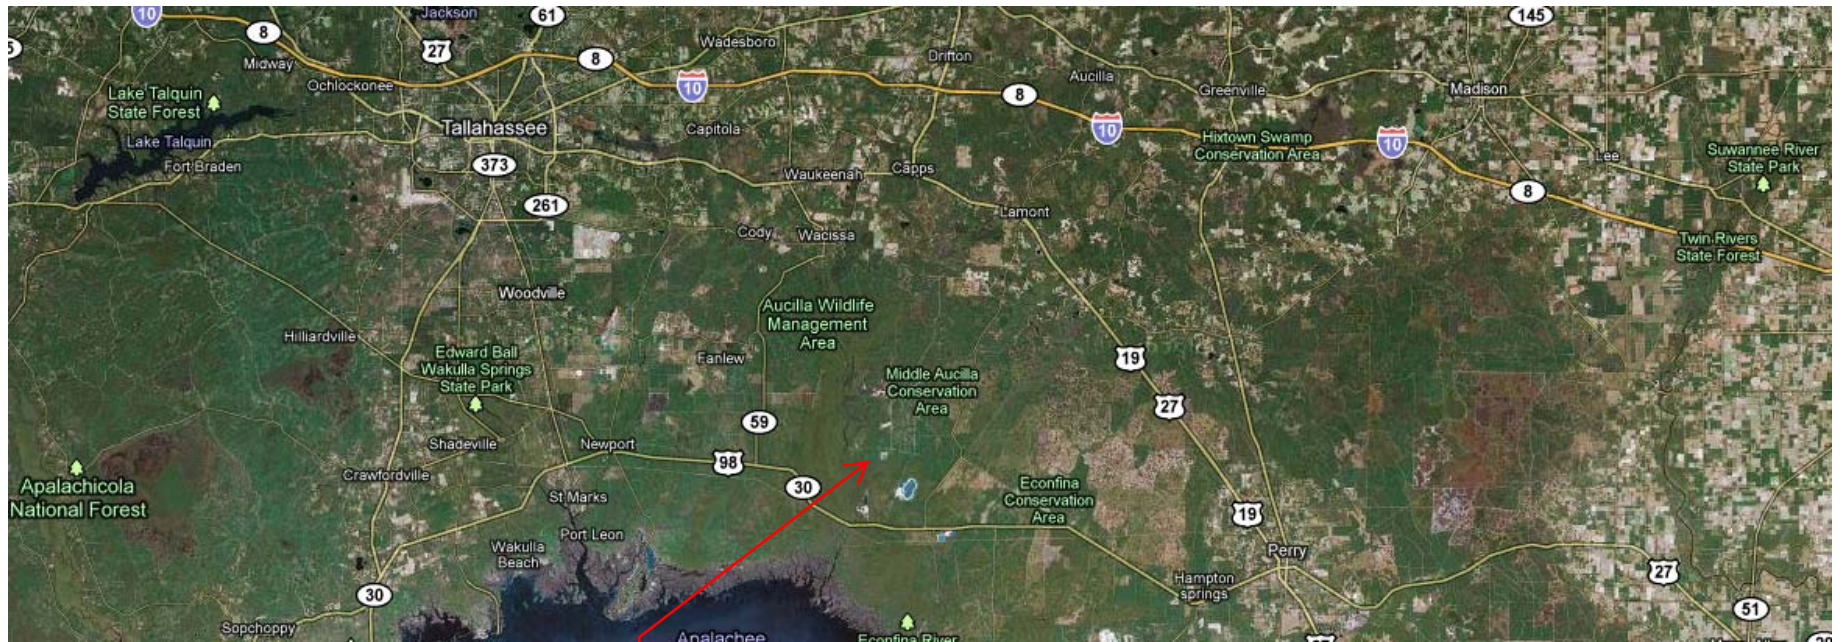 10
Jackson
61
145
8
27
Wadesboro
Drifton
Midway
8
Ochlockonee
10
Aucilla
8
Greenville
Madison
Lake Talquin
State Forest
Tallahassee
Capitola
10
Hixtown Swamp
Conservation Area
10
Lake Talquin
Fort Braden
373
Waukeenah
Capps
Lee
Suwannee River
State Park
8
261
Lamont
Cody
Wacissa
Twin Rivers
State Forest
Woodville
Aucilla Wildlife
Management
Area
Hilliardville
Edward Ball
Wakulla Springs
State Park
Fanlew
19
Middle Aucilla
Conservation
Area
27
59
Shadeville
Newport
98
Crawfordville
30
Apalachicola
National Forest
St Marks
Econfina
Conservation
Area
19
Port Leon
Wakulla
Beach
Perry
27
Hampton
springs
30
51
Sopchoppy
Apalachee
Econfina River